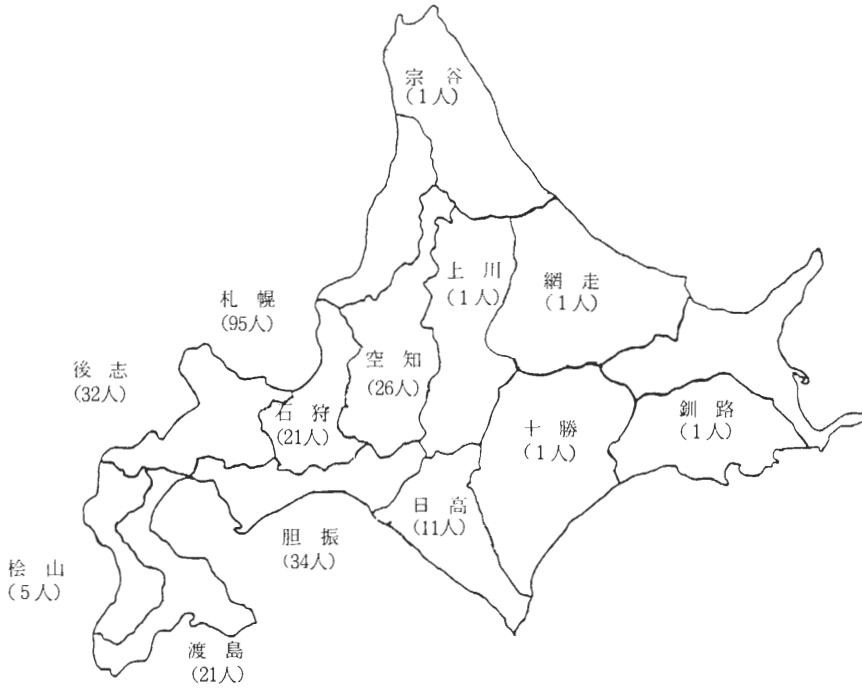 宗谷
(1人)
上川
(1人)
網走
(1人)
札幌
(95人)
後志
(32人)
空知
(26人)
石狩
(21人)
釧路
(1人)
十勝
(1人)
日高
(11人)
胆振
(34人)
桧山
(5人)
渡島
(21人)